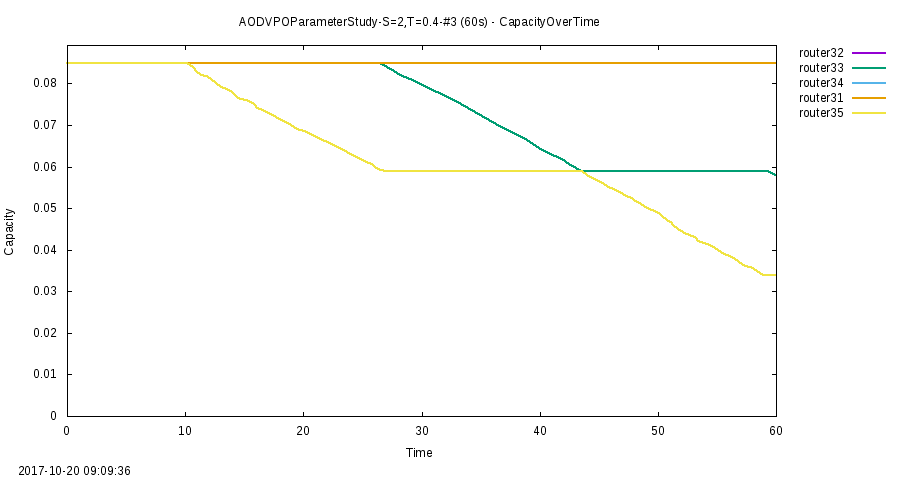 AODVPOParameterStudy-S=2,T=0.4-#3 (60s) - CapacityOverTime
router32
router33
router34
router31
router35
0.08
0.07
0.06
0.05
0.04
0.03
0.02
0.01
0
Capacity
0 10 20 30 40 50 60
Time
2017-10-20 09:09:36